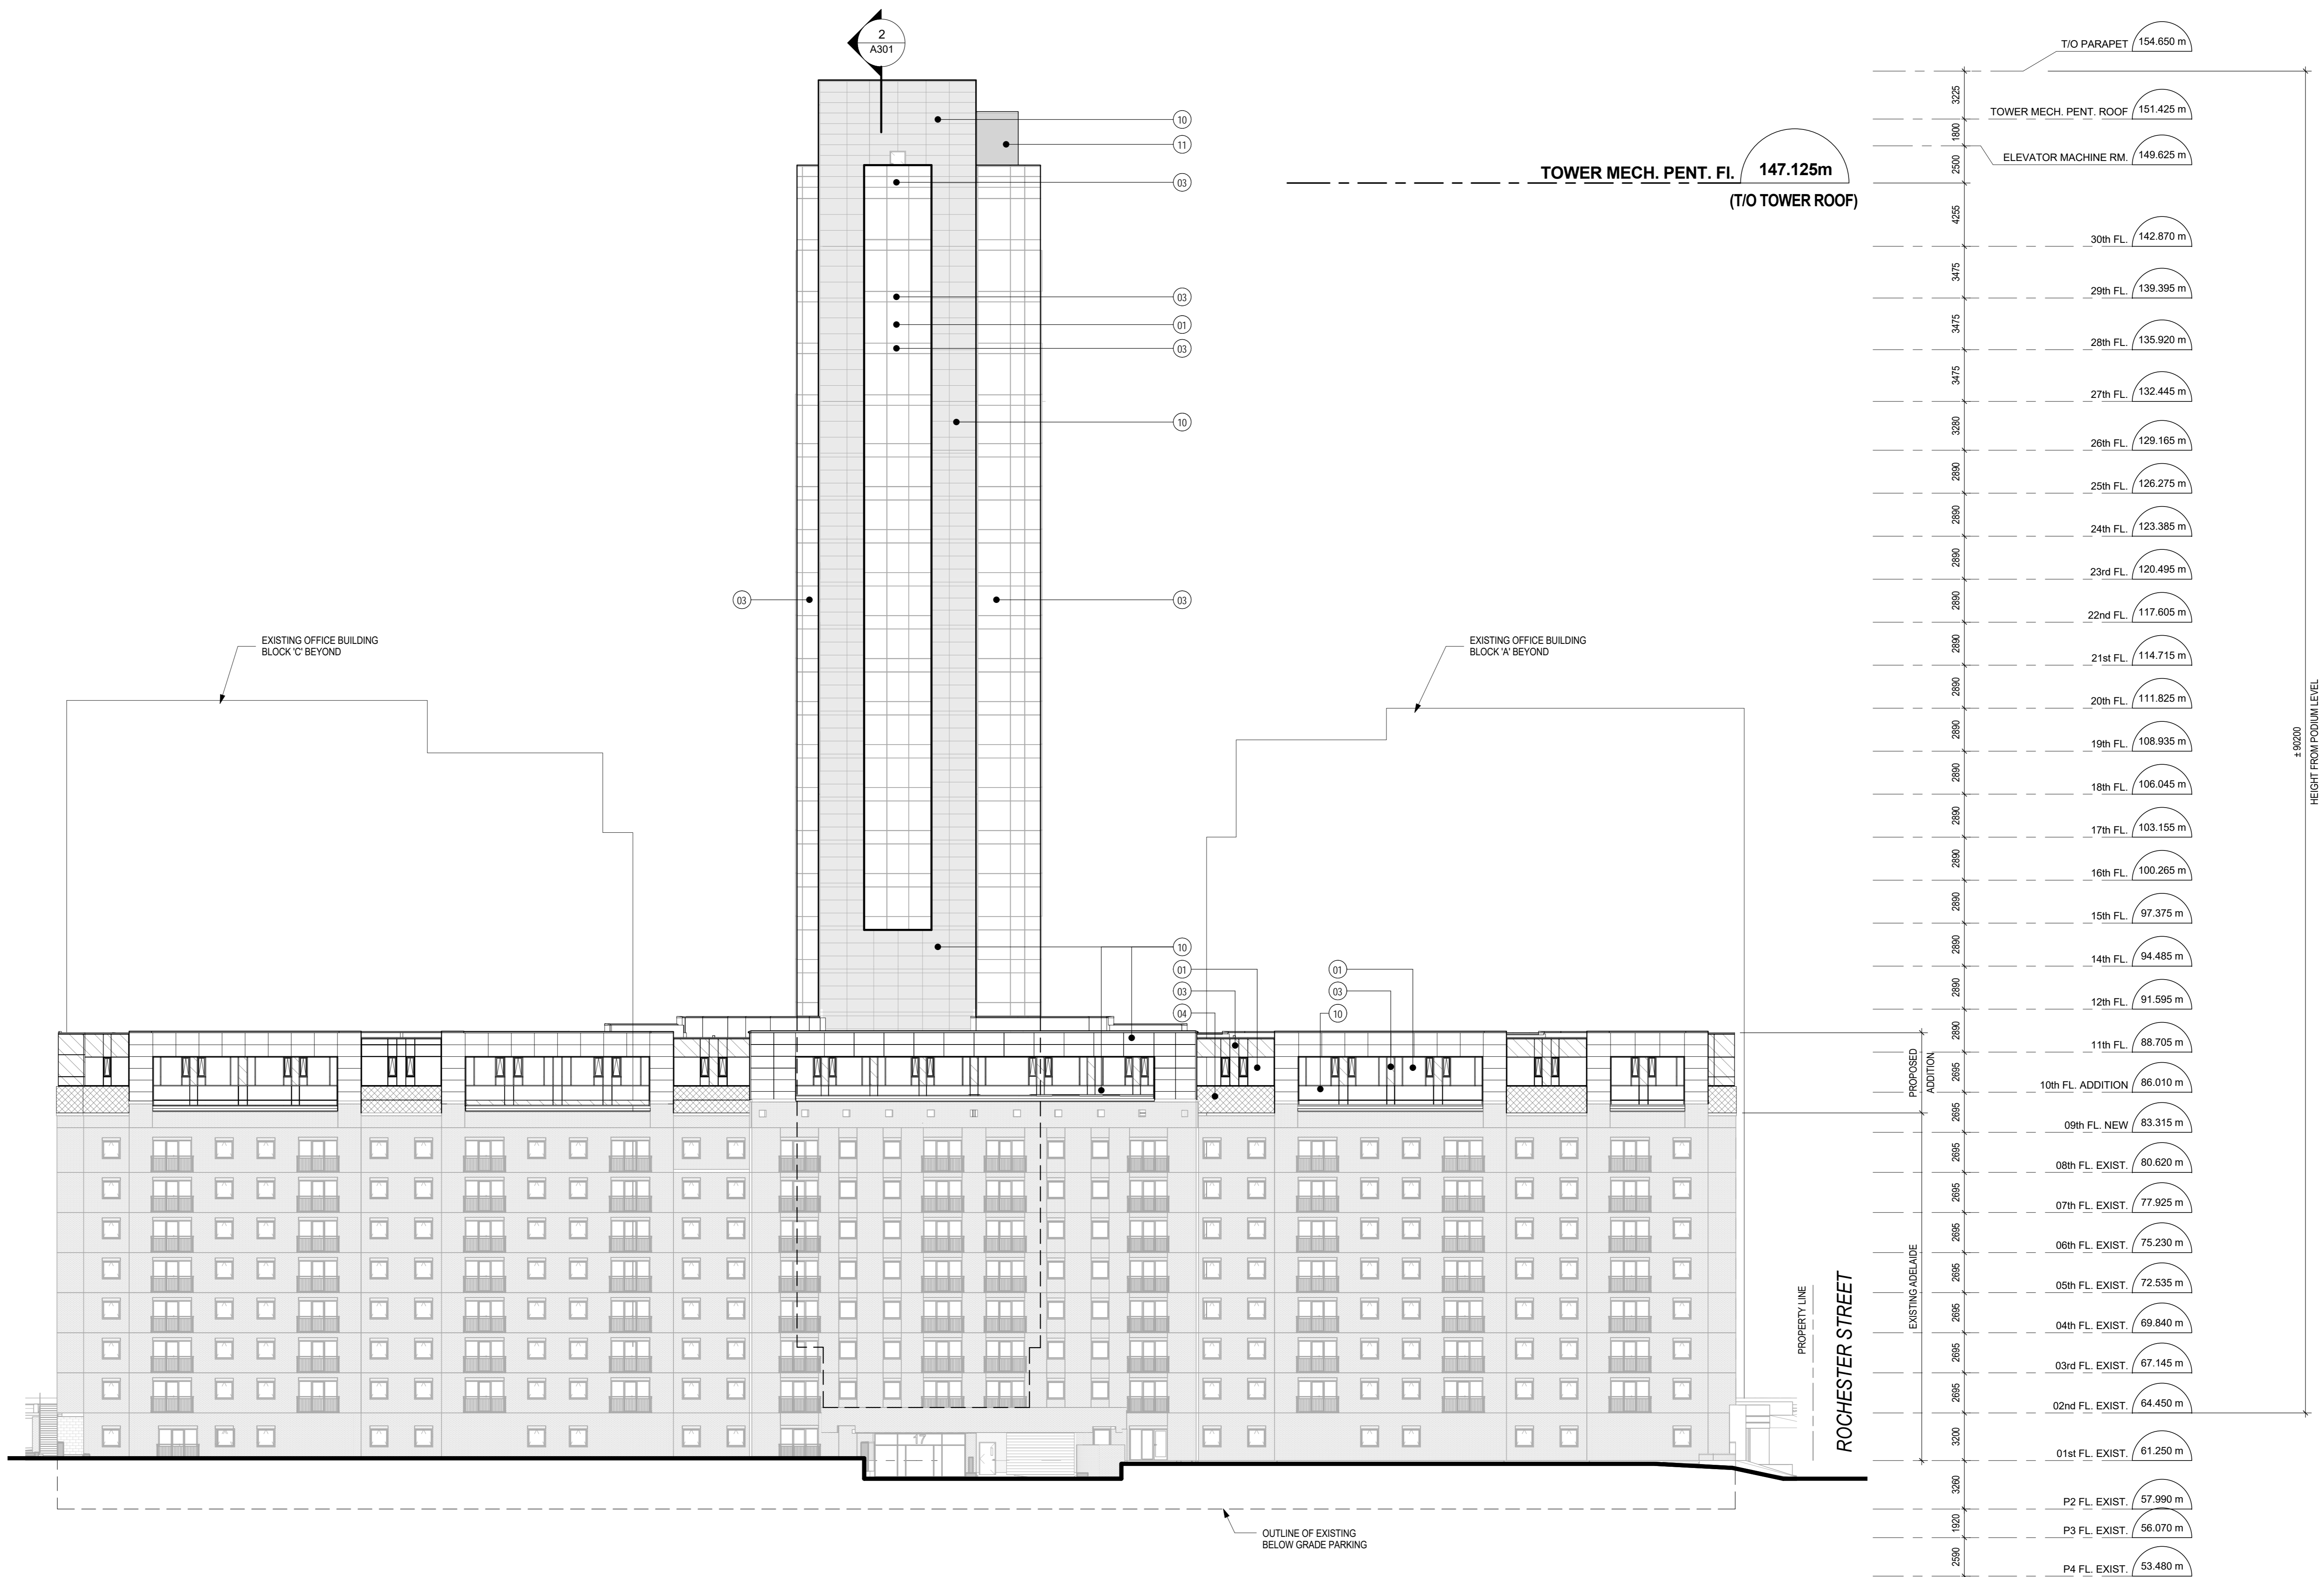 2
A301
T/O PARAPET 154.650 m
3225
10
TOWER MECH. PENT. ROOF 151.425 m
11
1800
ELEVATOR MACHINE RM. 149.625 m
2500
TOWER MECH. PENT. Fl. 147.125m
(T/O TOWER ROOF)
03
4255
30th FL. 142.870 m
3475
03
29th FL. 139.395 m
01
3475
03
28th FL. 135.920 m
3475
27th FL. 132.445 m
10
3280
26th FL. 129.165 m
2890
25th FL. 126.275 m
2890
24th FL. 123.385 m
2890
23rd FL. 120.495 m
03
03
2890
22nd FL. 117.605 m
EXISTING OFFICE BUILDING
BLOCK 'C' BEYOND
EXISTING OFFICE BUILDING
BLOCK 'A' BEYOND
2890
21st FL. 114.715 m
2890
20th FL. 111.825 m
2890
19th FL. 108.935 m
± 90200
HEIGHT FROM PODIUM LEVEL
2890
18th FL. 106.045 m
2890
17th FL. 103.155 m
2890
16th FL. 100.265 m
2890
15th FL. 97.375 m
10
2890
14th FL. 94.485 m
01
03
04
01
03
10
2890
12th FL. 91.595 m
2890
11th FL. 88.705 m
PROPOSED
ADDITION
2695
10th FL. ADDITION 86.010 m
2695
09th FL. NEW 83.315 m
2695
08th FL. EXIST. 80.620 m
2695
07th FL. EXIST. 77.925 m
2695
06th FL. EXIST. 75.230 m
2695
05th FL. EXIST. 72.535 m
EXISTING ADELAIDE
2695
04th FL. EXIST. 69.840 m
PROPERTY LINE
ROCHESTER STREET
2695
03rd FL. EXIST. 67.145 m
2695
02nd FL. EXIST. 64.450 m
17
3200
01st FL. EXIST. 61.250 m
3260
P2 FL. EXIST. 57.990 m
1920
P3 FL. EXIST. 56.070 m
OUTLINE OF EXISTING
BELOW GRADE PARKING
2590
P4 FL. EXIST. 53.480 m